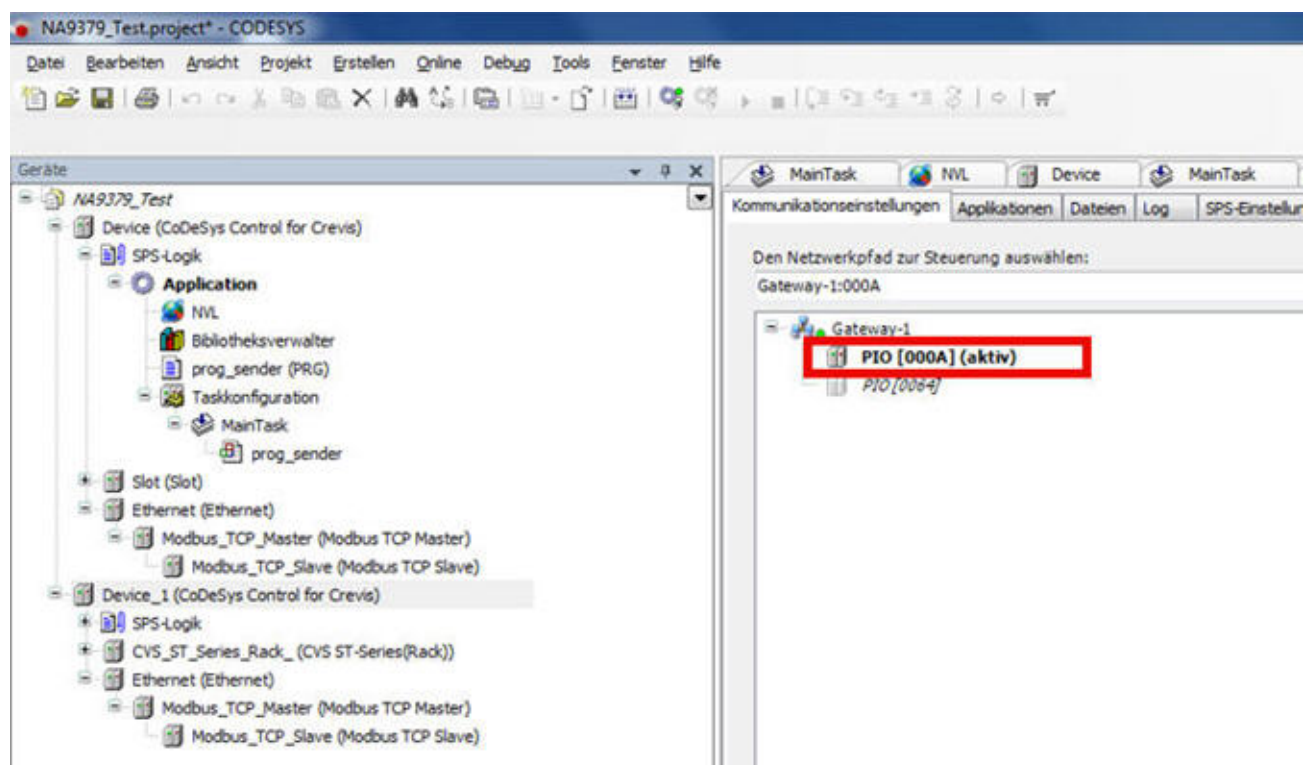 NA9379_Test.project* - CODESYS
Datei Bearbeiten Ansicht Projekt Erstellen Online Debug Tools Fenster Hilfe
Geräte
NA9379_Test
Device (CoDeSys Control for Crevis)
SPS-Logik
Application
NVL
Bibliotheksverwalter
prog_sender (PRG)
Taskkonfiguration
MainTask
prog_sender
Slot (Slot)
Ethernet (Ethernet)
Modbus_TCP_Master (Modbus TCP Master)
Modbus_TCP_Slave (Modbus TCP Slave)
Device_1 (CoDeSys Control for Crevis)
SPS-Logik
CVS_ST_Series_Rack_ (CVS ST-Series(Rack))
Ethernet (Ethernet)
Modbus_TCP_Master (Modbus TCP Master)
Modbus_TCP_Slave (Modbus TCP Slave)
MainTask NVL Device MainTask
Kommunikationseinstellungen Applikationen Dateien Log SPS-Einstellun
Den Netzwerkpfad zur Steuerung auswählen:
Gateway-1:000A
Gateway-1
PIO [000A] (aktiv)
PIO [0064]